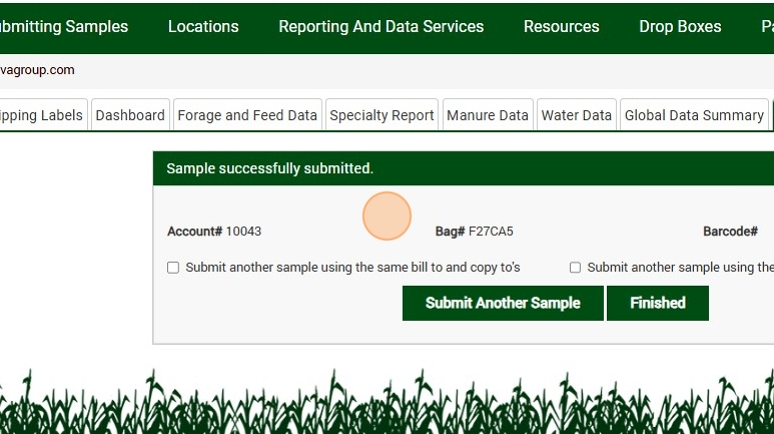 bmitting Samples Locations Reporting And Data Services Resources Drop Boxes Pa
vagroup.com
ipping Labels Dashboard Forage and Feed Data Specialty Report Manure Data Water Data Global Data Summary
Sample successfully submitted.
Account# 10043 Bag# F27CA5 Barcode#
Submit another sample using the same bill to and copy to's Submit another sample using the
Submit Another Sample Finished